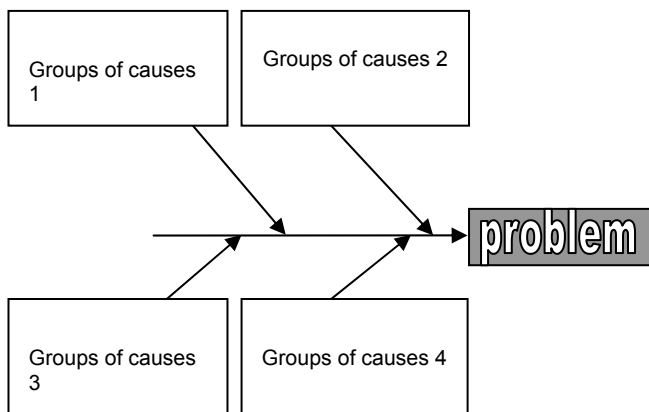 Groups of causes
1
Groups of causes 2
problem
Groups of causes
3
Groups of causes 4